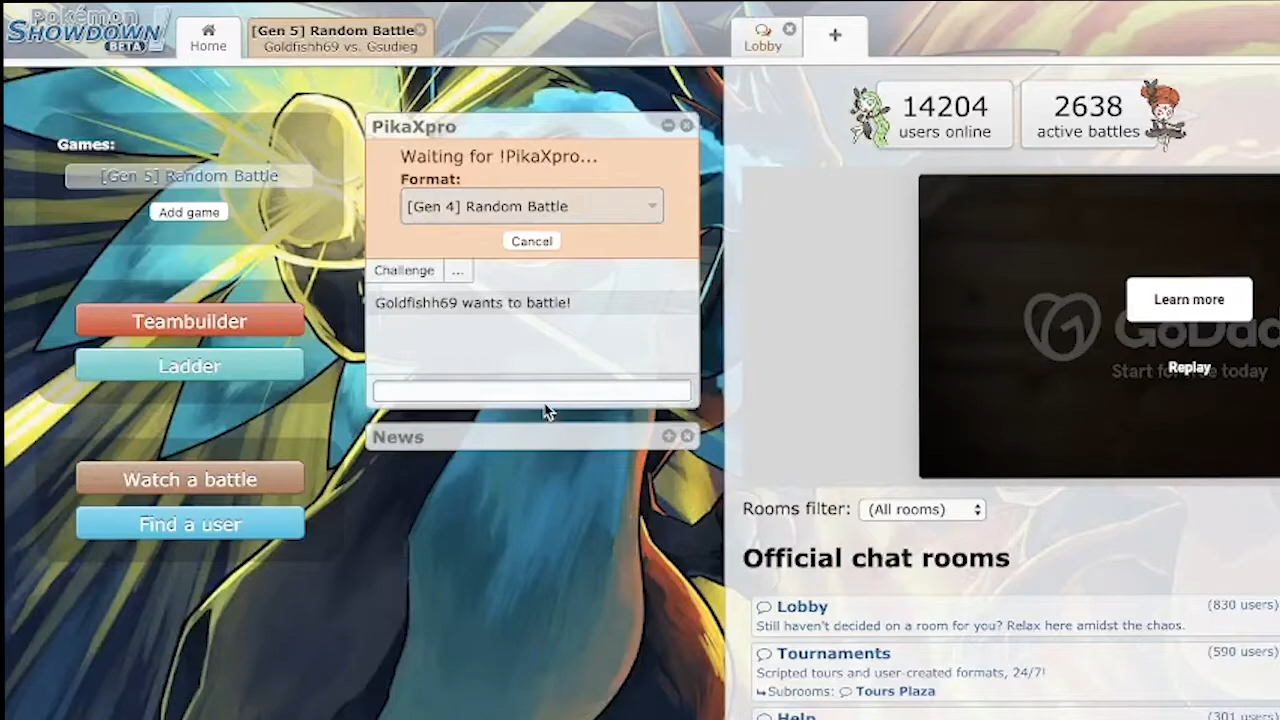 Pokémon
SHOWDOWN
BETA
Home
[Gen 5] Random Battle
Goldfishh69 vs. Gsudieg
Lobby
+
14204
users online
2638
active battles
Games:
[Gen 5] Random Battle
Add game
Teambuilder
Ladder
Watch a battle
Find a user
PikaXpro
Waiting for !PikaXpro...
Format:
[Gen 4] Random Battle
Cancel
Challenge
...
Goldfishh69 wants to battle!
News
Learn more
GoDad
Start for free today
Replay
Rooms filter:
(All rooms)
Official chat rooms
Lobby
(830 users)
Still haven't decided on a room for you? Relax here amidst the chaos.
Tournaments
(590 users)
Scripted tours and user-created formats, 24/7!
Subrooms: Tours Plaza
Help
(301 users)